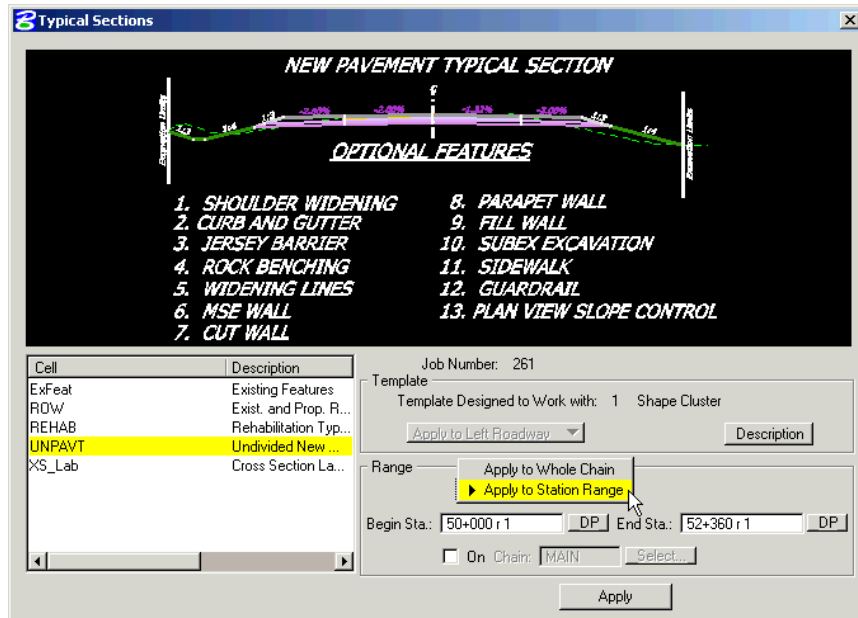 Typical Sections
NEW PAVEMENT TYPICAL SECTION
-2.00% -2.00% -2.00%
Excavation Limits
Excavation Limits
OPTIONAL FEATURES
1. SHOULDER WIDENING
2. CURB AND GUTTER
3. JERSEY BARRIER
4. ROCK BENCHING
5. WIDENING LINES
6. MSE WALL
7. CUT WALL
8. PARAPET WALL
9. FILL WALL
10. SUBEX EXCAVATION
11. SIDEWALK
12. GUARDRAIL
13. PLAN VIEW SLOPE CONTROL
Cell Description
ExFeat Existing Features
ROW Exist. and Prop. R...
REHAB Rehabilitation Typ...
UNPAVT Undivided New ...
XS_Lab Cross Section La...
Job Number: 261
Template
Template Designed to Work with: 1 Shape Cluster
Apply to Left Roadway Description
Range
Apply to Whole Chain
Apply to Station Range
Begin Sta.: 50+000 r 1 DP End Sta.: 52+360 r 1 DP
On Chain: MAIN Select...
Apply